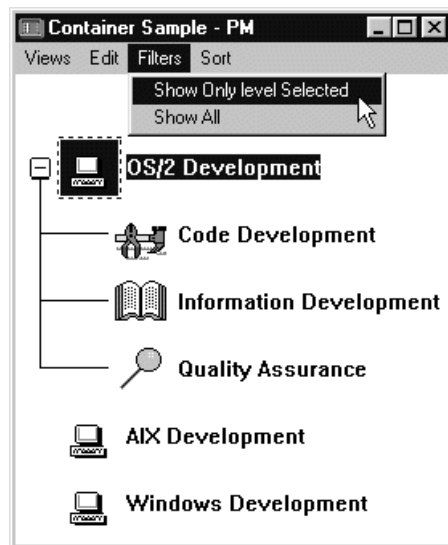 Container Sample - PM
Views Edit Filters Sort
Show Only level Selected
Show All
OS/2 Development
Code Development
Information Development
Quality Assurance
AIX Development
Windows Development